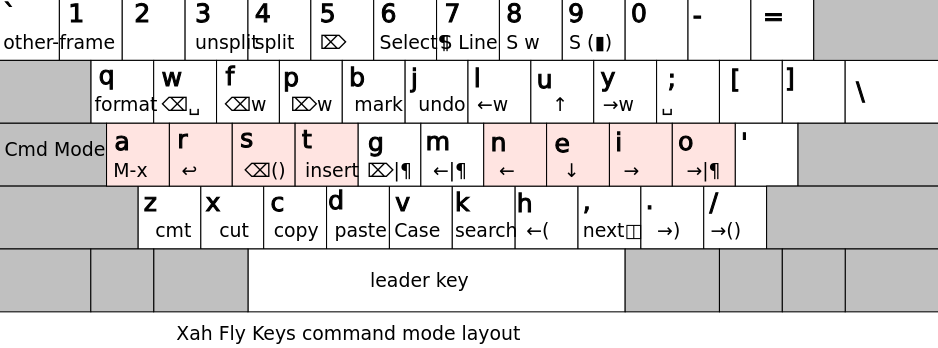 ` 1 2 3 4 5 6 7 8 9 0 - =
other-frame unsplit split ⌦ Select¶ Line S w S (▮)
q w f p b j l u y ; [ ] \
format ⌫␣ ⌫w ⌦w mark undo ←w ↑ →w ␣
Cmd Mode a r s t g m n e i o '
M-x ↩ ⌫() insert ⌦|¶ ←|¶ ← ↓ → →|¶
z x c d v k h , . /
cmt cut copy paste Case search ←( next◫ →) →()
leader key
Xah Fly Keys command mode layout